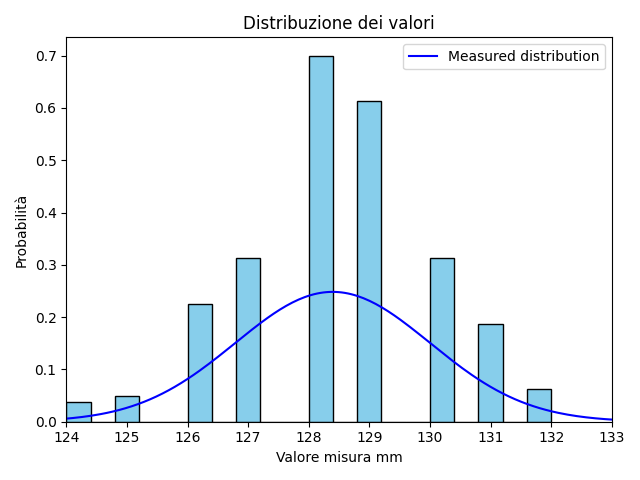 Distribuzione dei valori
Measured distribution
0.7
0.6
0.5
0.4
0.3
0.2
0.1
0.0
Probabilità
124 125 126 127 128 129 130 131 132 133
Valore misura mm